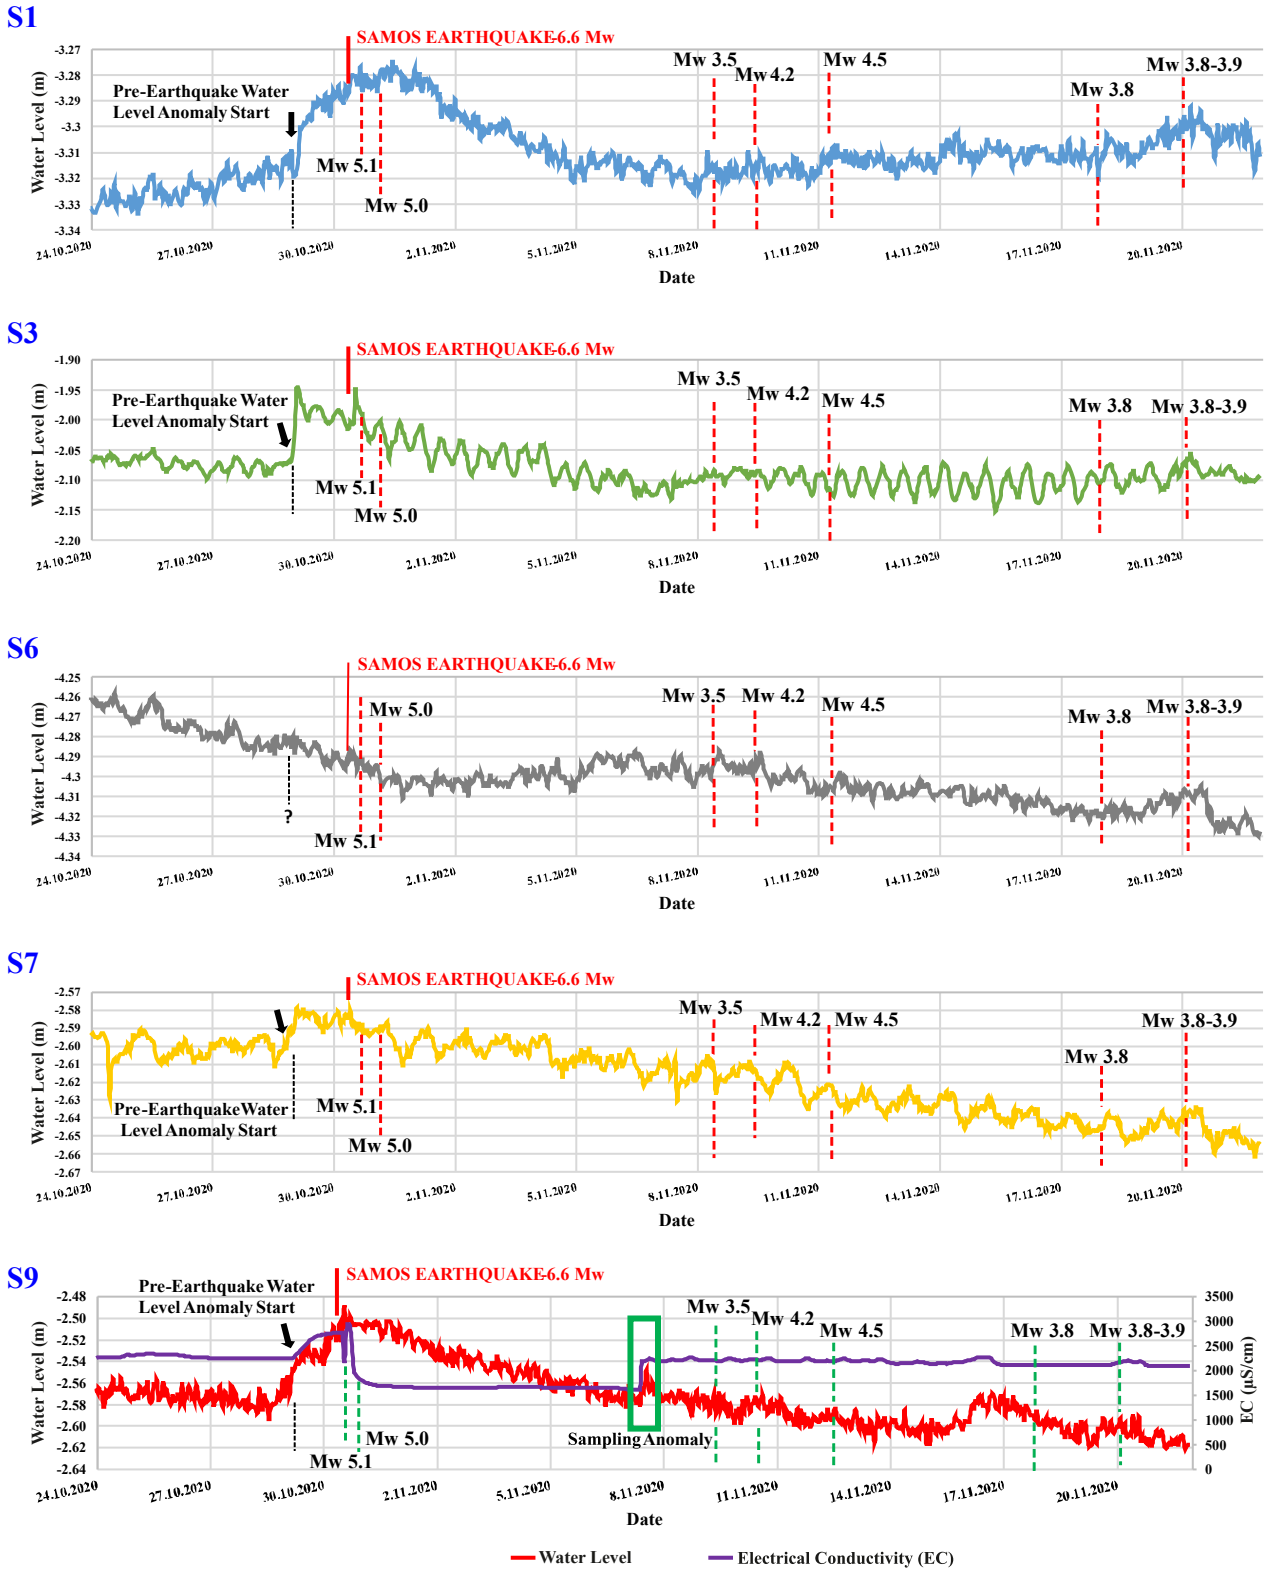 S1
SAMOS EARTHQUAKE-6.6 Mw
-3.27
-3.28
-3.29
-3.3
-3.31
-3.32
-3.33
-3.34
Water Level (m)
Pre-Earthquake Water
Level Anomaly Start
Mw 5.1
Mw 5.0
Mw 3.5
Mw 4.2
Mw 4.5
Mw 3.8
Mw 3.8-3.9
24.10.2020
27.10.2020
30.10.2020
2.11.2020
5.11.2020
8.11.2020
11.11.2020
14.11.2020
17.11.2020
20.11.2020
Date
S3
SAMOS EARTHQUAKE-6.6 Mw
-1.90
-1.95
-2.00
-2.05
-2.10
-2.15
-2.20
Water Level (m)
Pre-Earthquake Water
Level Anomaly Start
Mw 5.1
Mw 5.0
Mw 3.5
Mw 4.2
Mw 4.5
Mw 3.8
Mw 3.8-3.9
24.10.2020
27.10.2020
30.10.2020
2.11.2020
5.11.2020
8.11.2020
11.11.2020
14.11.2020
17.11.2020
20.11.2020
Date
S6
SAMOS EARTHQUAKE-6.6 Mw
-4.25
-4.26
-4.27
-4.28
-4.29
-4.3
-4.31
-4.32
-4.33
-4.34
Water Level (m)
?
Mw 5.1
Mw 5.0
Mw 3.5
Mw 4.2
Mw 4.5
Mw 3.8
Mw 3.8-3.9
24.10.2020
27.10.2020
30.10.2020
2.11.2020
5.11.2020
8.11.2020
11.11.2020
14.11.2020
17.11.2020
20.11.2020
Date
S7
SAMOS EARTHQUAKE-6.6 Mw
-2.57
-2.58
-2.59
-2.60
-2.61
-2.62
-2.63
-2.64
-2.65
-2.66
-2.67
Water Level (m)
Pre-Earthquake Water
Level Anomaly Start
Mw 5.1
Mw 5.0
Mw 3.5
Mw 4.2
Mw 4.5
Mw 3.8
Mw 3.8-3.9
24.10.2020
27.10.2020
30.10.2020
2.11.2020
5.11.2020
8.11.2020
11.11.2020
14.11.2020
17.11.2020
20.11.2020
Date
S9
SAMOS EARTHQUAKE-6.6 Mw
Pre-Earthquake Water
Level Anomaly Start
-2.48
-2.50
-2.52
-2.54
-2.56
-2.58
-2.60
-2.62
-2.64
Water Level (m)
Mw 5.0
Mw 5.1
Sampling Anomaly
Mw 3.5
Mw 4.2
Mw 4.5
Mw 3.8
Mw 3.8-3.9
3500
3000
2500
2000
1500
1000
500
0
EC (µS/cm)
24.10.2020
27.10.2020
30.10.2020
2.11.2020
5.11.2020
8.11.2020
11.11.2020
14.11.2020
17.11.2020
20.11.2020
Date
Water Level
Electrical Conductivity (EC)